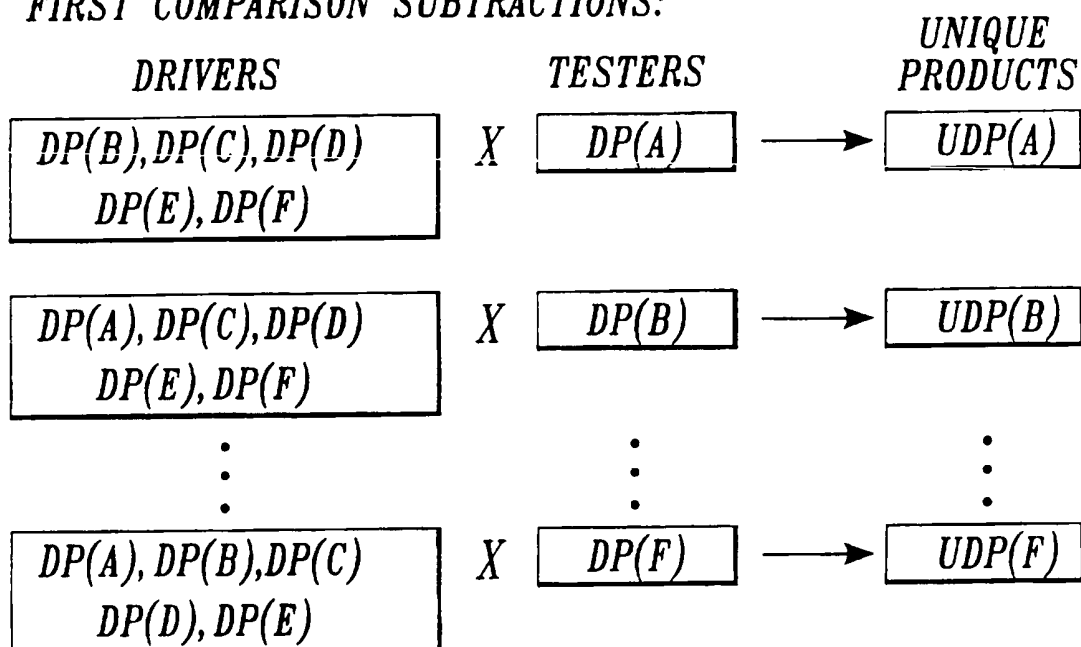 FIRST COMPARISON SUBTRACTIONS:
DRIVERS TESTERS UNIQUE PRODUCTS
DP(B),DP(C),DP(D) X DP(A) UDP(A)
DP(E),DP(F)
DP(A),DP(C),DP(D) X DP(B) UDP(B)
DP(E),DP(F)
DP(A),DP(B),DP(C) X DP(F) UDP(F)
DP(D),DP(E)